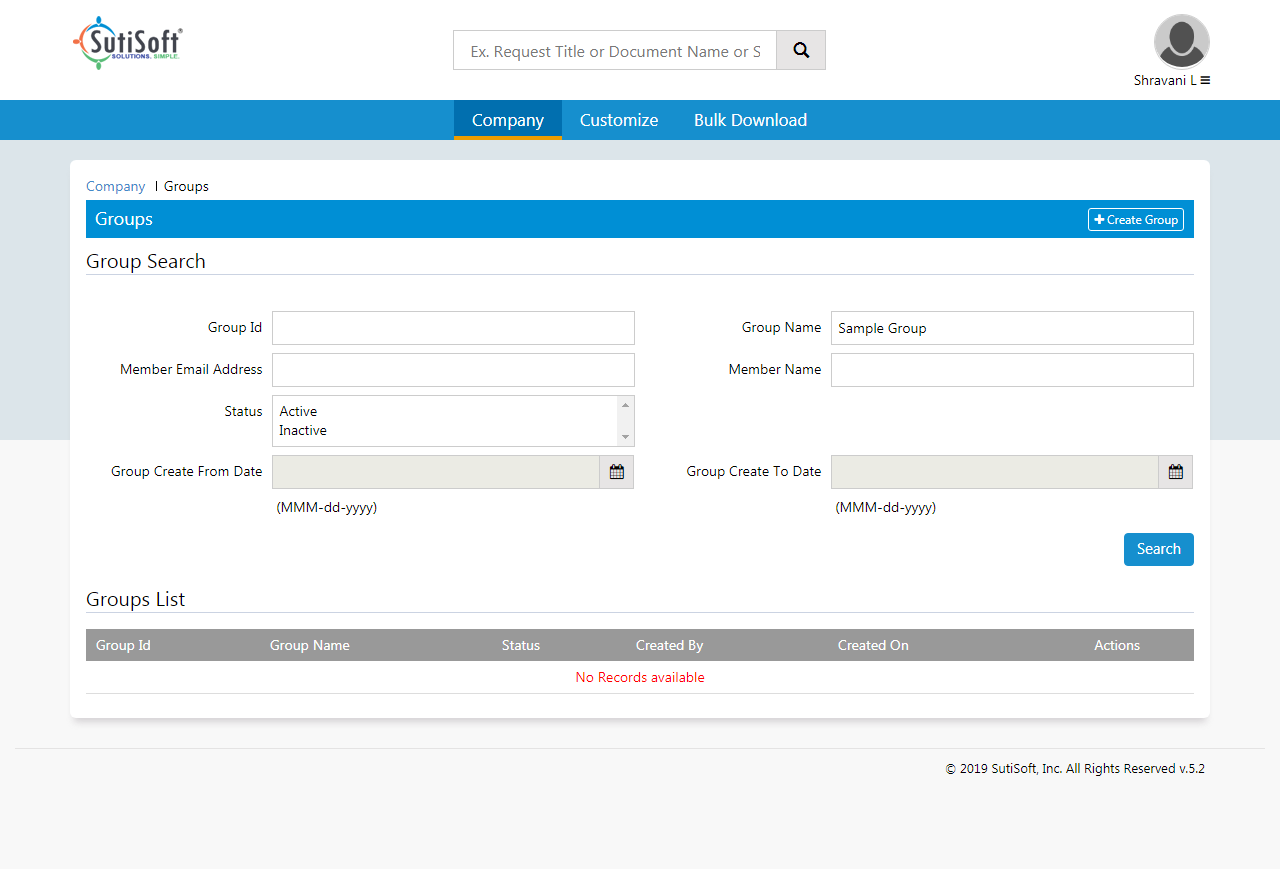 SutiSoft®
SOLUTIONS. SIMPLE.
Ex. Request Title or Document Name or S
Shravani L
Company Customize Bulk Download
Company | Groups
Groups Create Group
Group Search
Group Id Group Name Sample Group
Member Email Address Member Name
Status Active
Inactive
Group Create From Date Group Create To Date
(MMM-dd-yyyy) (MMM-dd-yyyy)
Search
Groups List
Group Id Group Name Status Created By Created On Actions
No Records available
© 2019 SutiSoft, Inc. All Rights Reserved v.5.2